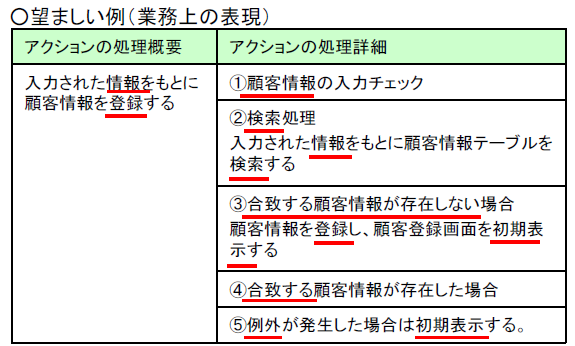 〇望ましい例（業務上の表現）
アクションの処理概要
アクションの処理詳細
入力された情報をもとに
顧客情報を登録する
①顧客情報の入力チェック
②検索処理
入力された情報をもとに顧客情報テーブルを
検索する
③合致する顧客情報が存在しない場合
顧客情報を登録し、顧客登録画面を初期表
示する
④合致する顧客情報が存在した場合
⑤例外が発生した場合は初期表示する。